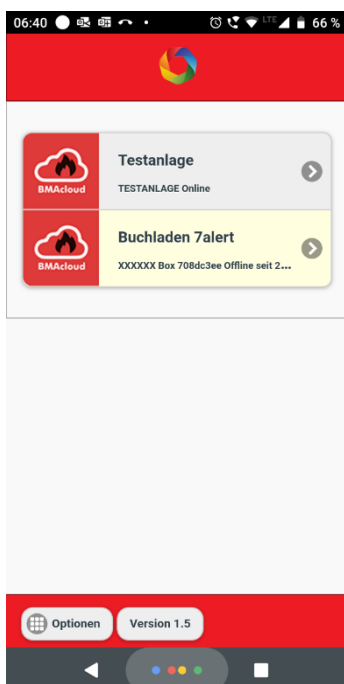 06:40 LTE 66 %
BMAcloud
Testanlage
TESTANLAGE Online
BMAcloud
Buchladen 7alert
XXXXXX Box 708dc3ee Offline seit 2...
Optionen
Version 1.5